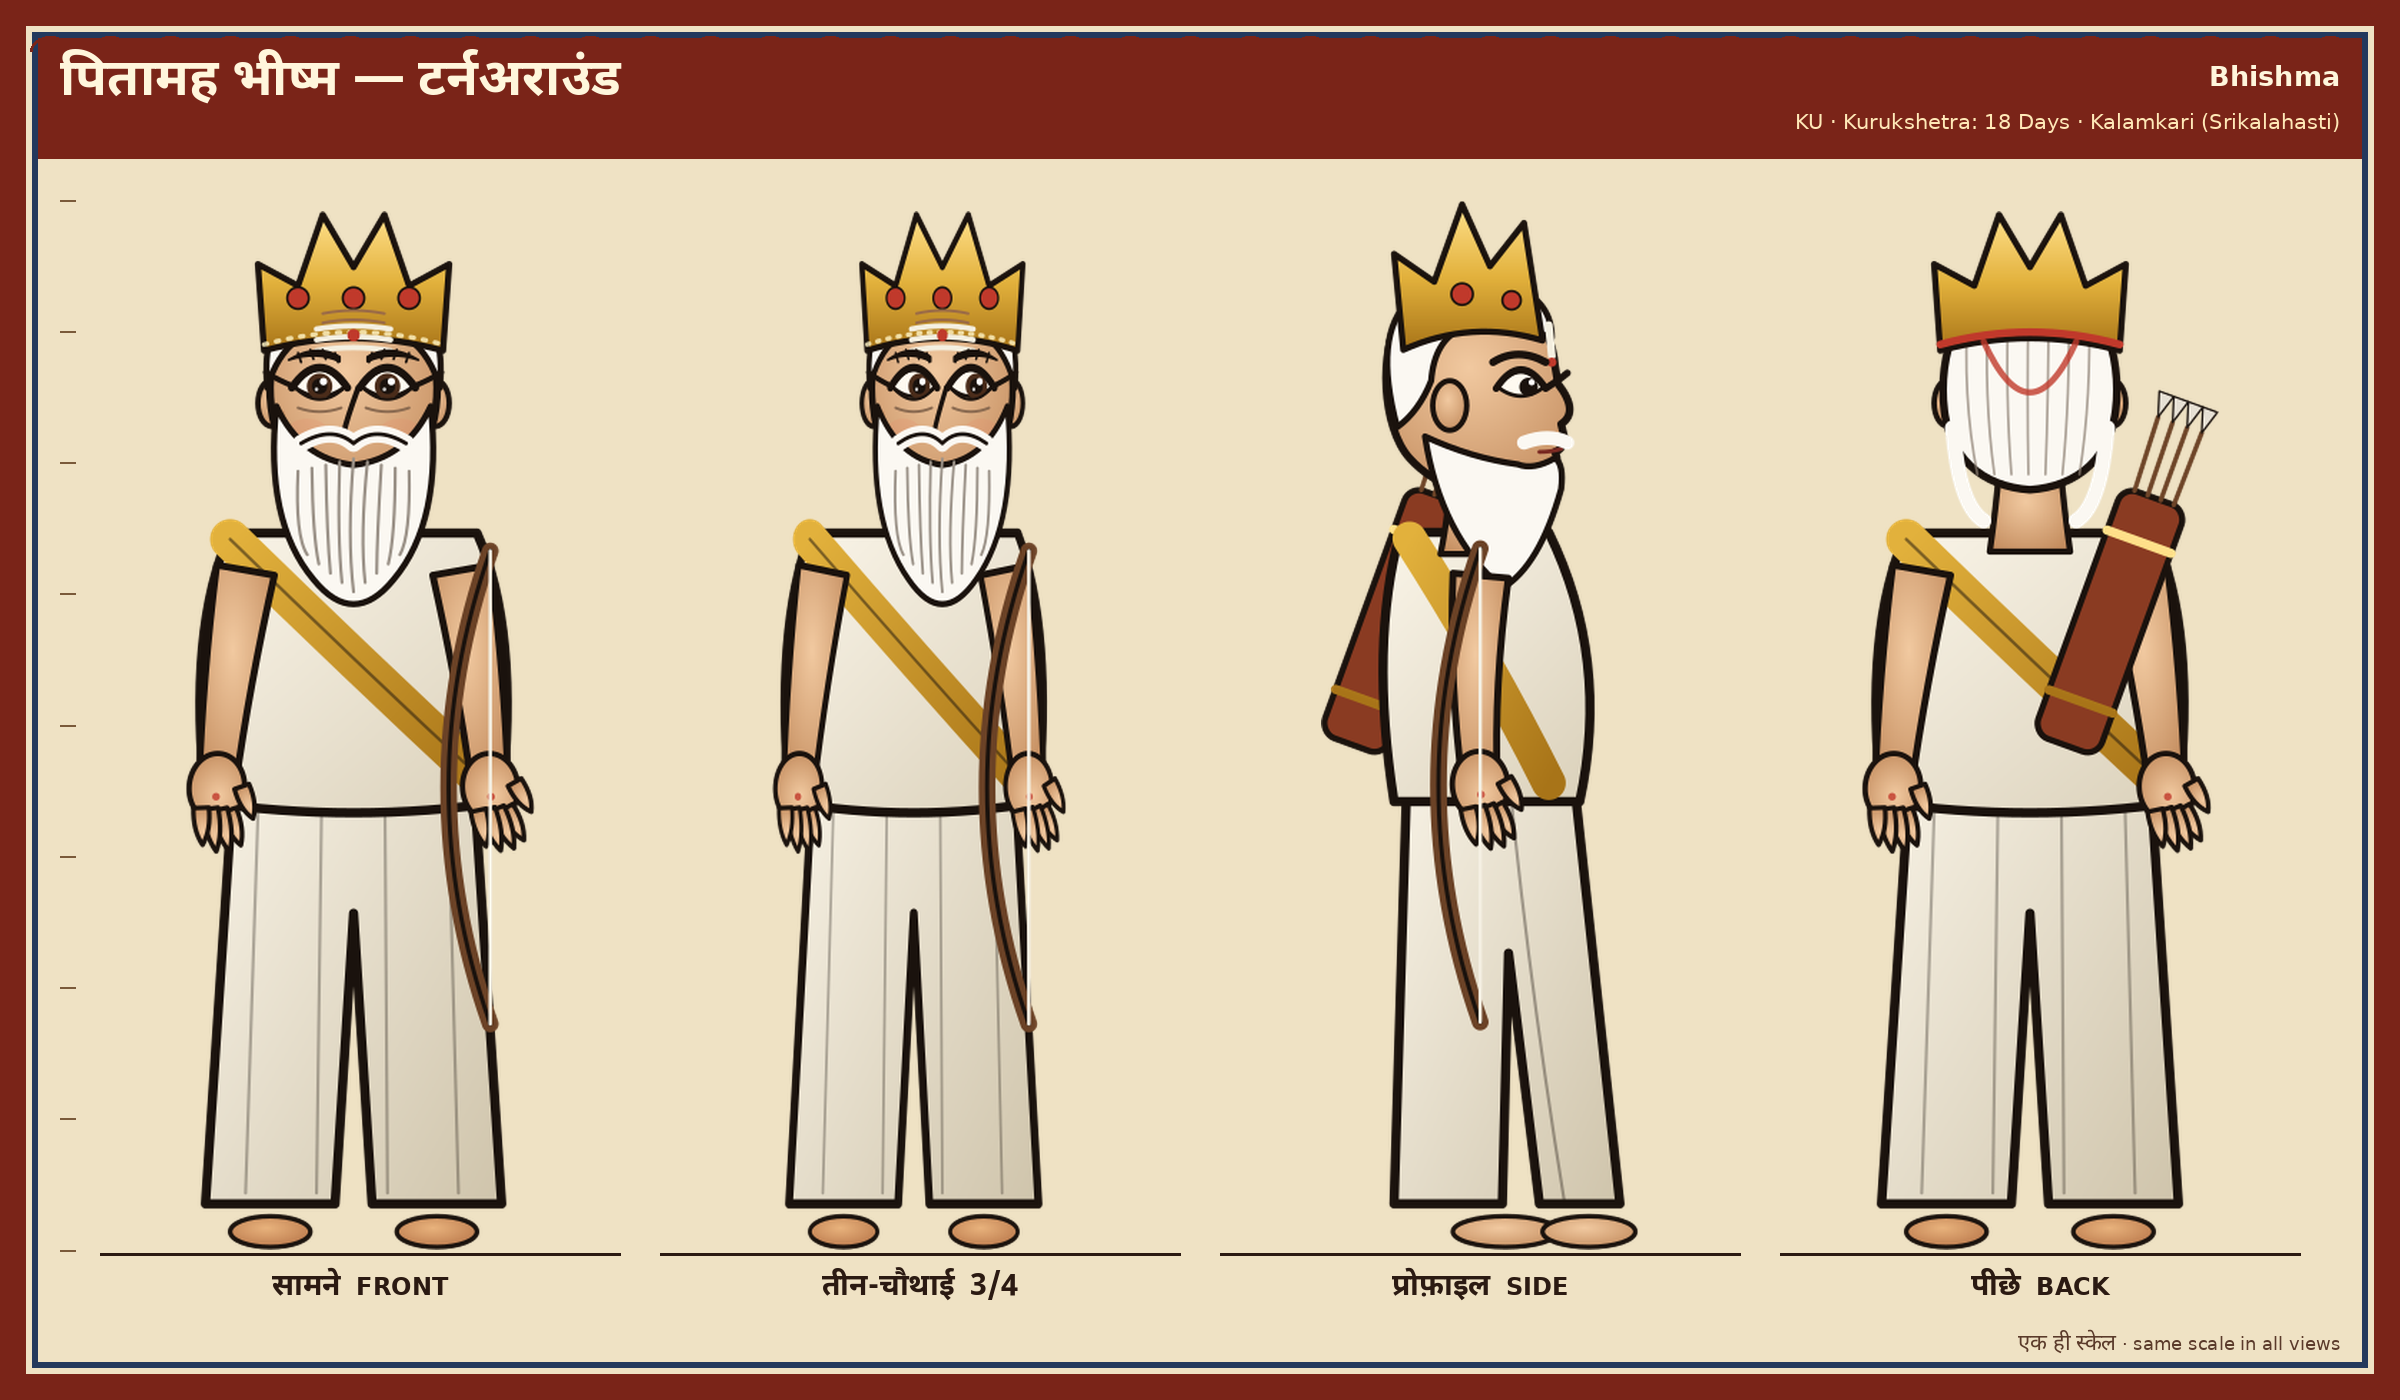 पितामह भीष्म — टर्नअराउंड
Bhishma
KU · Kurukshetra: 18 Days · Kalamkari (Srikalahasti)
सामने FRONT
तीन-चौथाई 3/4
प्रोफ़ाइल SIDE
पीछे BACK
एक ही स्केल · same scale in all views